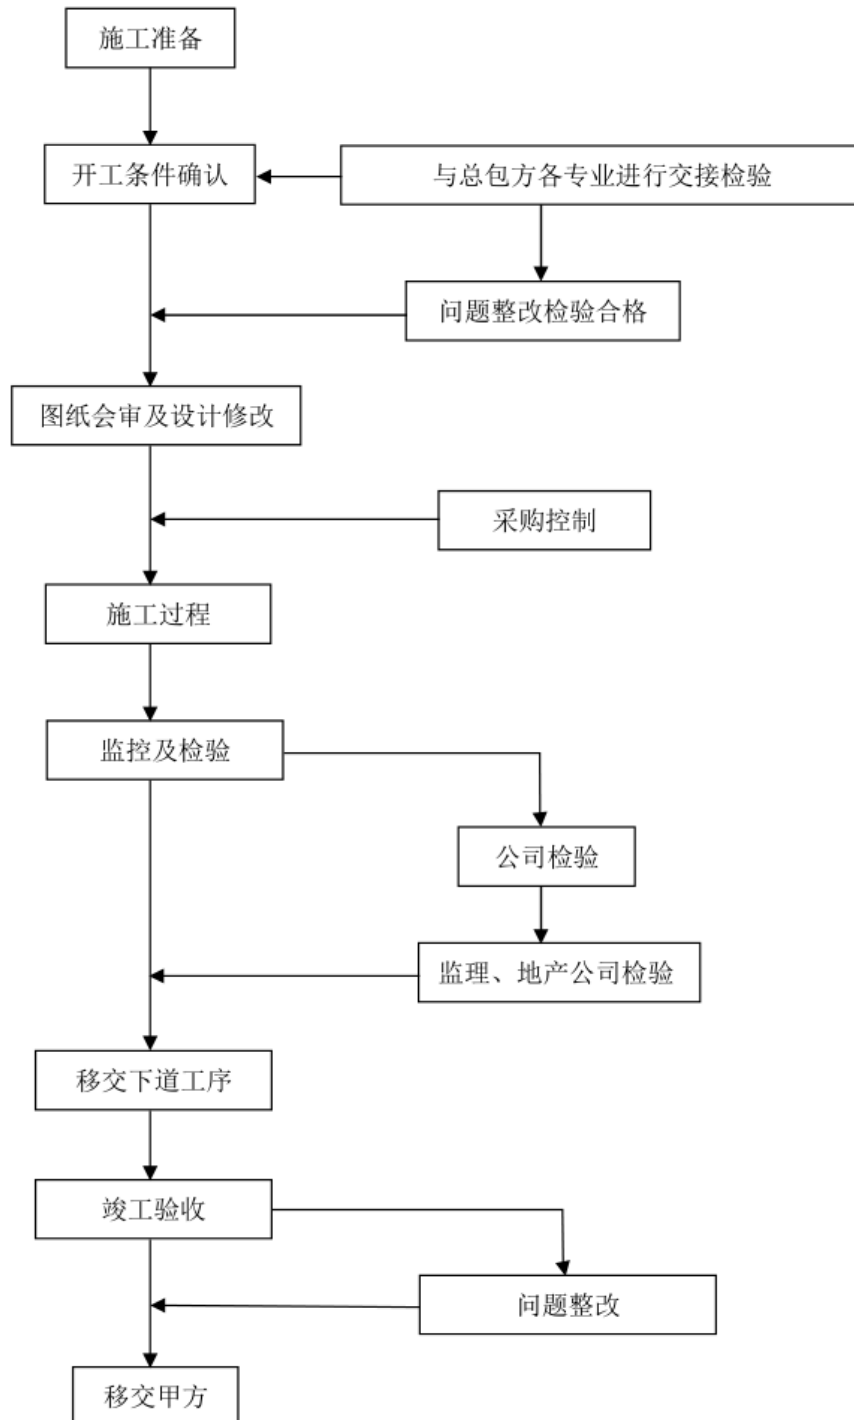 施工准备
开工条件确认
与总包方各专业进行交接检验
问题整改检验合格
图纸会审及设计修改
采购控制
施工过程
监控及检验
公司检验
监理、地产公司检验
移交下道工序
竣工验收
问题整改
移交甲方